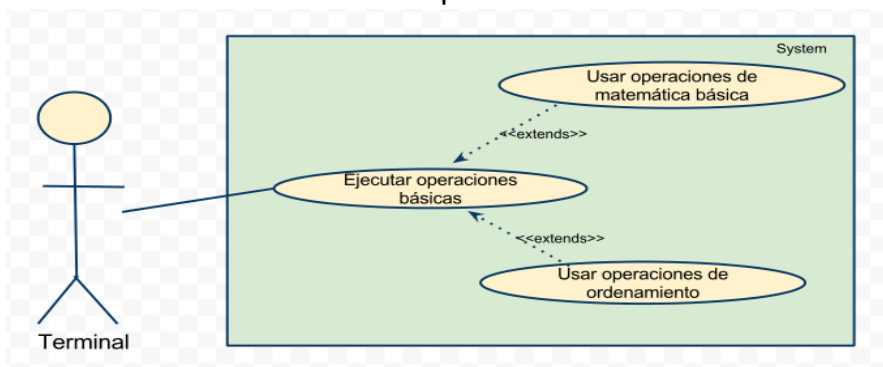 System
Usar operaciones de
matemática básica
<<extends>>
Ejecutar operaciones
básicas
<<extends>>
Usar operaciones de
ordenamiento
Terminal